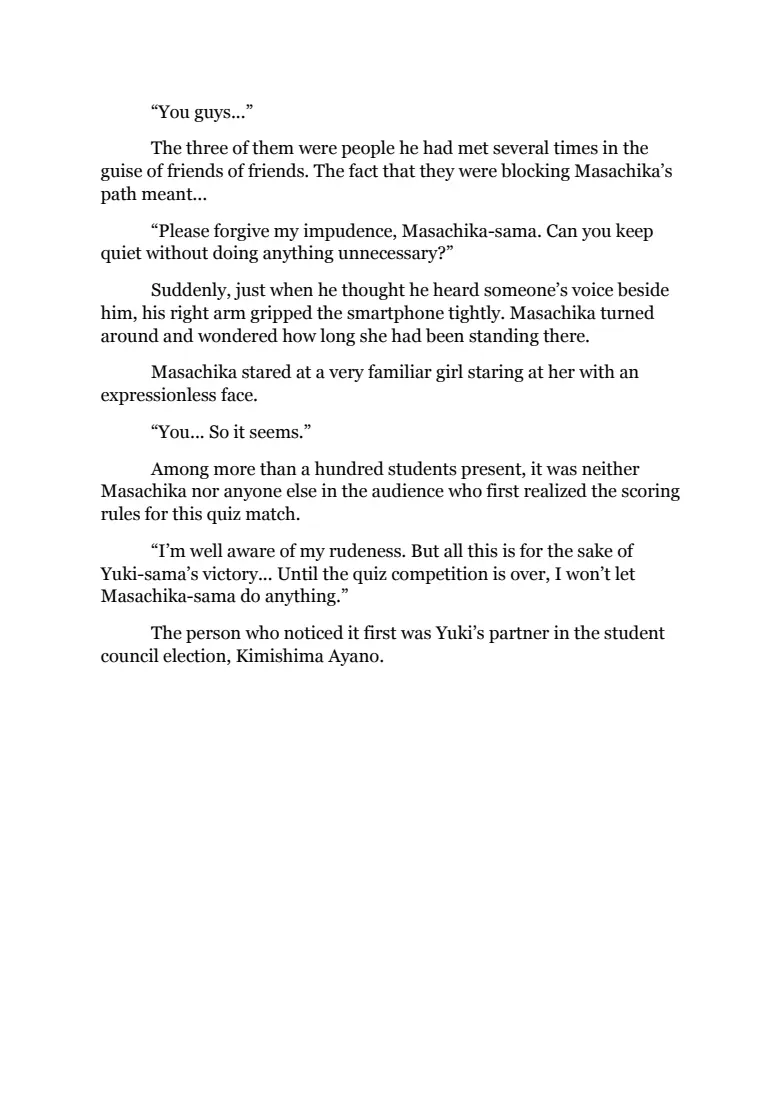 “You guys...”
The three of them were people he had met several times in the
guise of friends of friends. The fact that they were blocking Masachika’s
path meant...
“Please forgive my impudence, Masachika-sama. Can you keep
quiet without doing anything unnecessary?”
Suddenly, just when he thought he heard someone’s voice beside
him, his right arm gripped the smartphone tightly. Masachika turned
around and wondered how long she had been standing there.
Masachika stared at a very familiar girl staring at her with an
expressionless face.
“You... So it seems.”
Among more than a hundred students present, it was neither
Masachika nor anyone else in the audience who first realized the scoring
rules for this quiz match.
“I’m well aware of my rudeness. But all this is for the sake of
Yuki-sama’s victory... Until the quiz competition is over, I won’t let
Masachika-sama do anything.”
The person who noticed it first was Yuki’s partner in the student
council election, Kimishima Ayano.